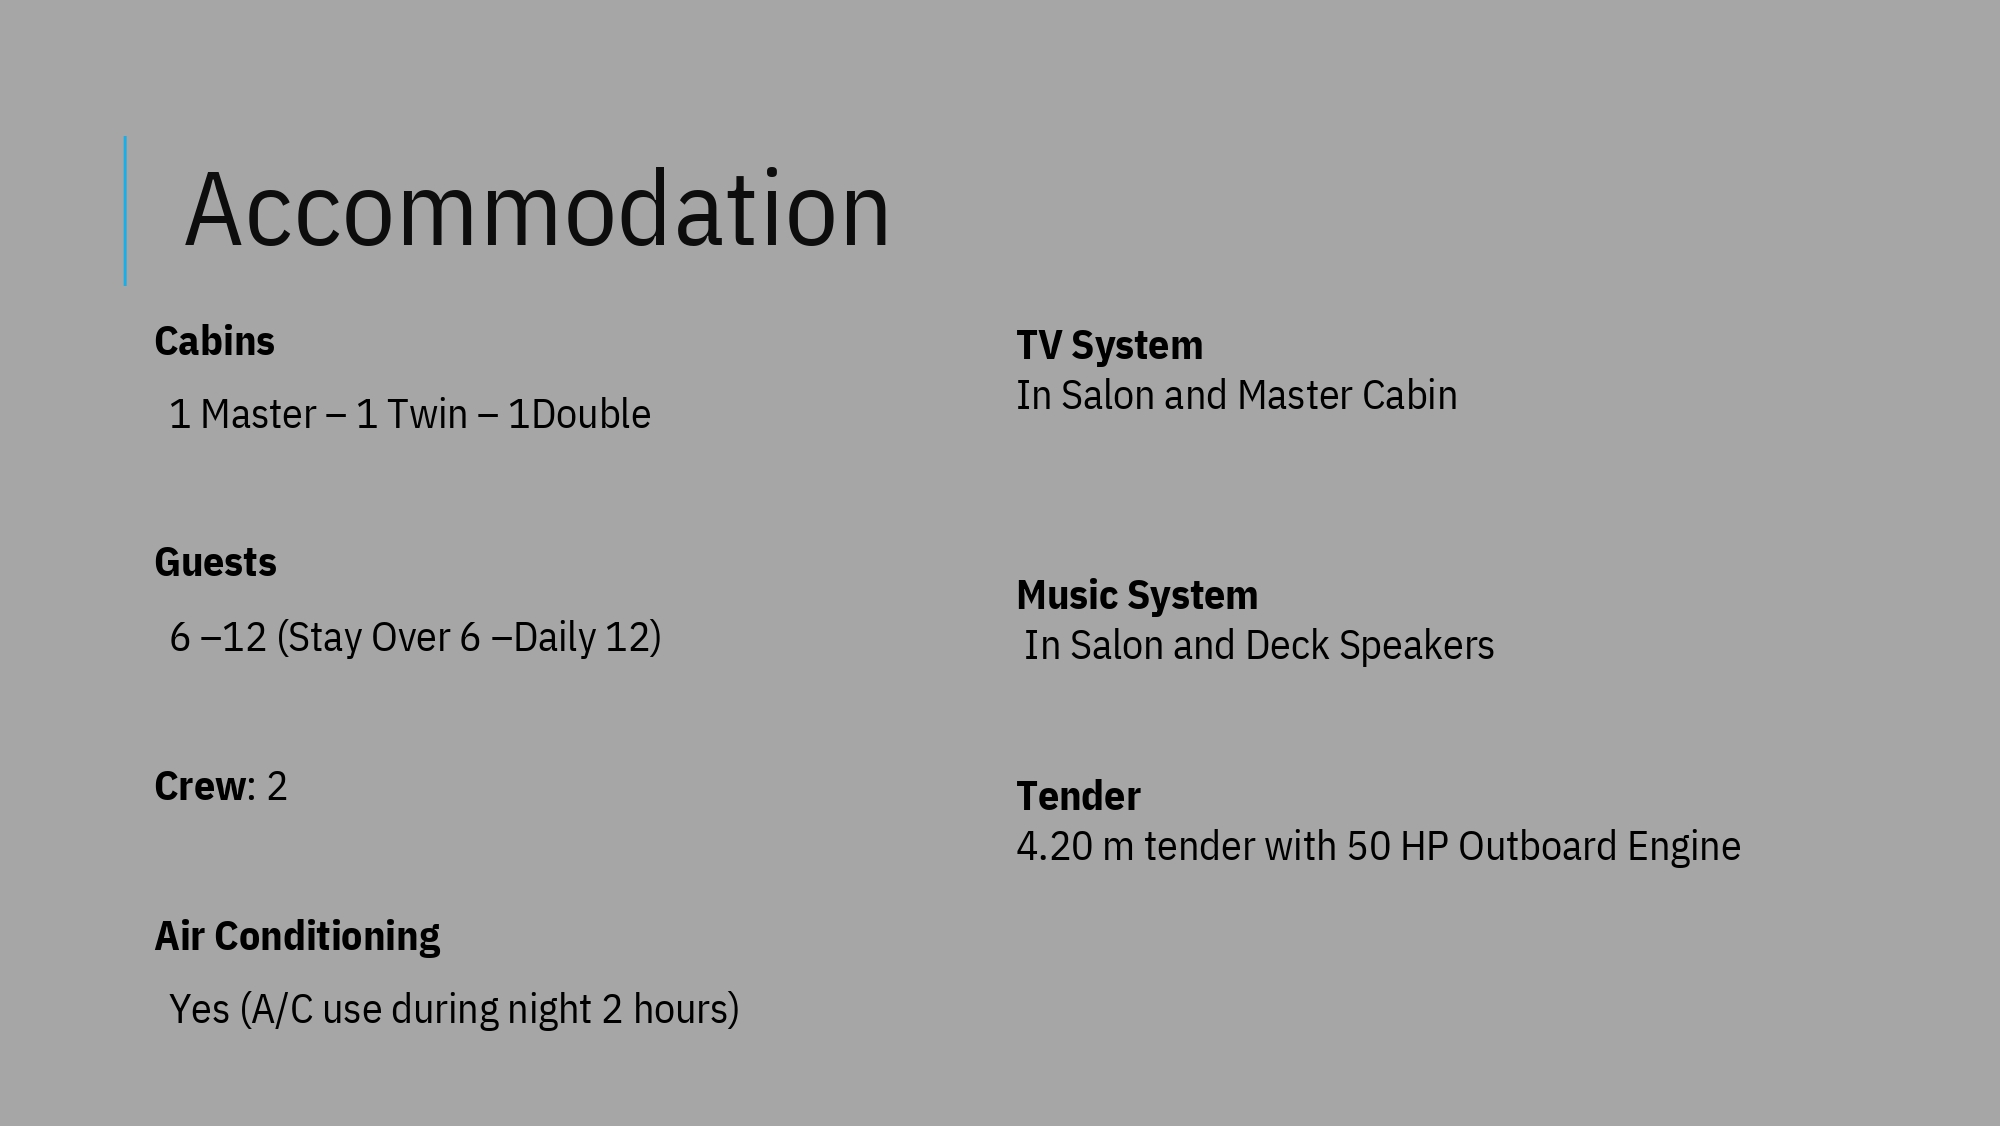 Accommodation
Cabins
1 Master – 1 Twin – 1Double
Guests
6 –12 (Stay Over 6 –Daily 12)
Crew: 2
Air Conditioning
Yes (A/C use during night 2 hours)
TV System
In Salon and Master Cabin
Music System
In Salon and Deck Speakers
Tender
4.20 m tender with 50 HP Outboard Engine